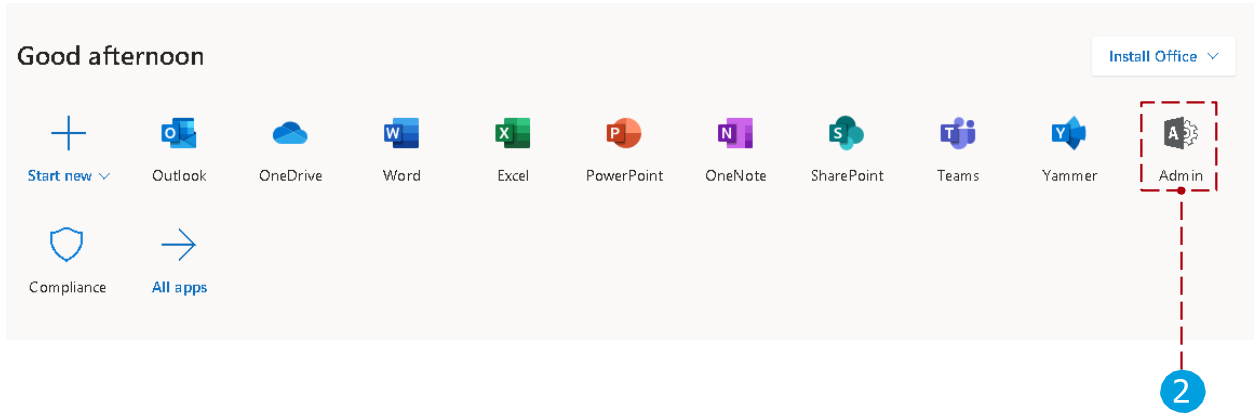 Good afternoon
Install Office
Start new Outlook OneDrive Word Excel PowerPoint OneNote SharePoint Teams Yammer Admin
Compliance All apps
2